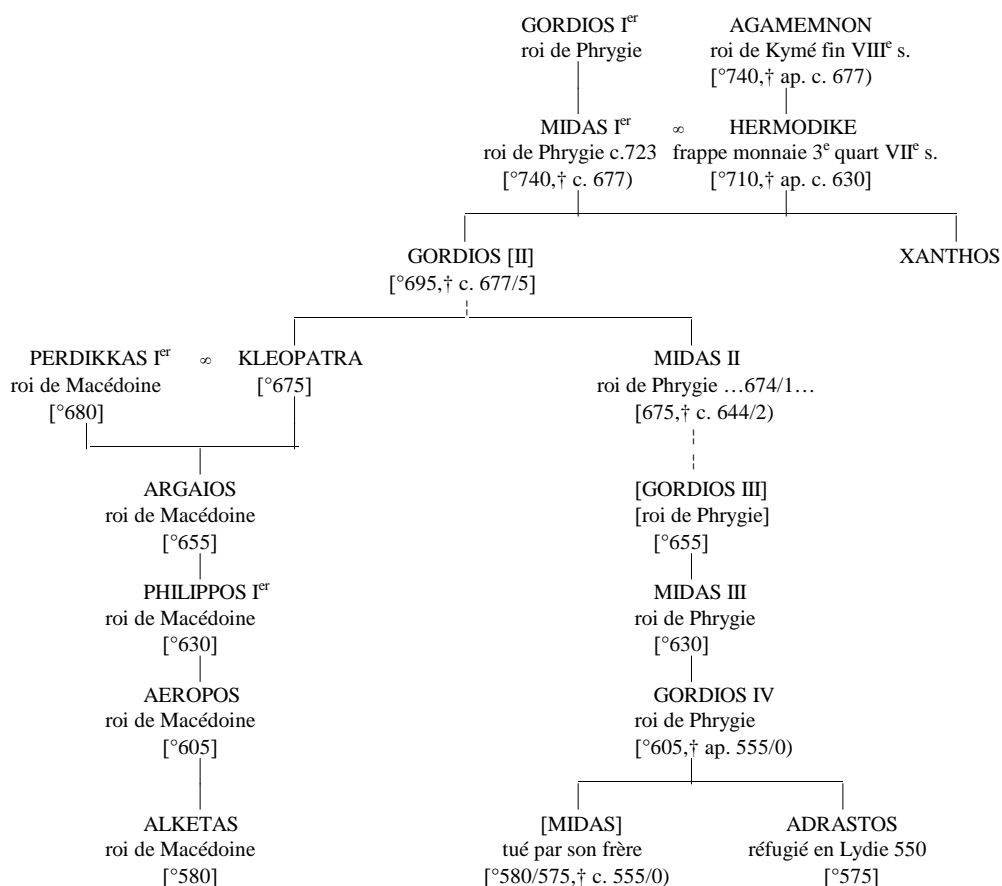 GORDIOS Ier
roi de Phrygie
AGAMEMNON
roi de Kymé fin VIIIe s.
[°740,† ap. c. 677)
MIDAS Ier
roi de Phrygie c.723
[°740,† c. 677)
∞
HERMODIKE
frappe monnaie 3e quart VIIe s.
[°710,† ap. c. 630]
GORDIOS [II]
[°695,† c. 677/5]
XANTHOS
PERDIKKAS Ier
roi de Macédoine
[°680]
∞
KLEOPATRA
[°675]
MIDAS II
roi de Phrygie …674/1…
[675,† c. 644/2)
ARGAIOS
roi de Macédoine
[°655]
[GORDIOS III]
[roi de Phrygie]
[°655]
PHILIPPOS Ier
roi de Macédoine
[°630]
MIDAS III
roi de Phrygie
[°630]
AEROPOS
roi de Macédoine
[°605]
GORDIOS IV
roi de Phrygie
[°605,† ap. 555/0)
ALKETAS
roi de Macédoine
[°580]
[MIDAS]
tué par son frère
[°580/575,† c. 555/0)
ADRASTOS
réfugié en Lydie 550
[°575]